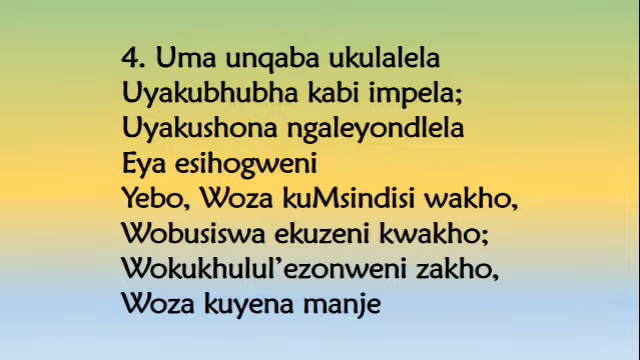 4. Uma unqaba ukulalela
Uyakubhubha kabi impela;
Uyakushona ngaleyondlela
Eya esihogweni
Yebo, Woza kuMsindisi wakho,
Wobusiswa ekuzeni kwakho;
Wokukhulul’ezonweni zakho,
Woza kuyena manje